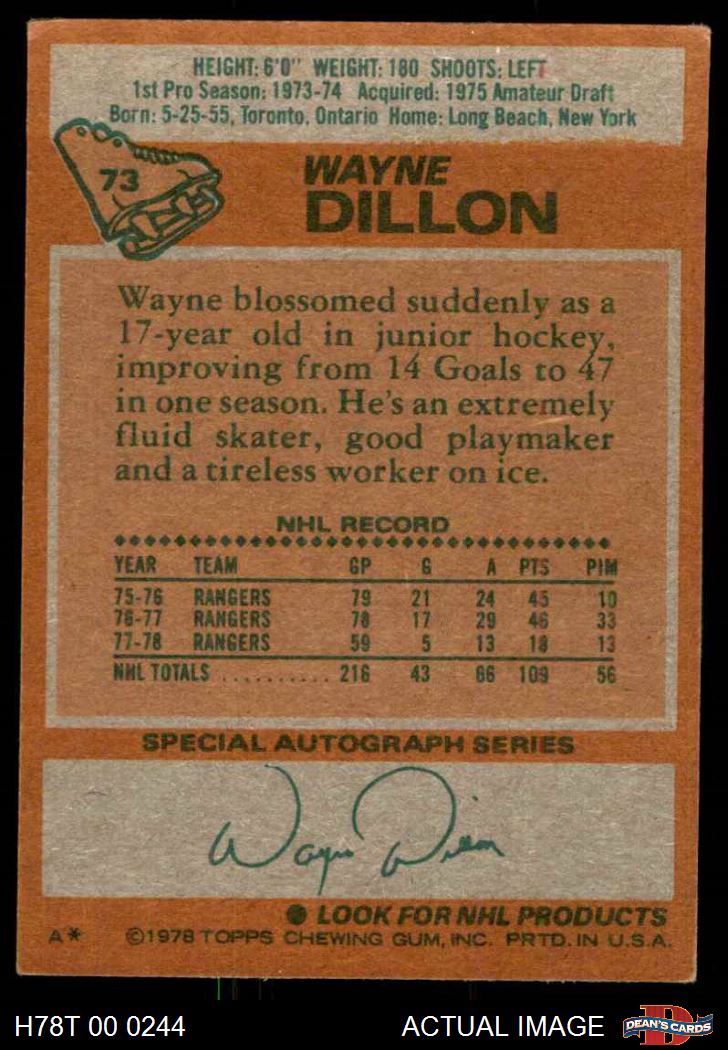 HEIGHT: 6'0" WEIGHT: 180 SHOOTS: LEFT
1st Pro Season: 1973-74 Acquired: 1975 Amateur Draft
Born: 5-25-55, Toronto, Ontario Home: Long Beach, New York
73
WAYNE
DILLON
Wayne blossomed suddenly as a
17-year old in junior hockey,
improving from 14 Goals to 47
in one season. He's an extremely
fluid skater, good playmaker
and a tireless worker on ice.
NHL RECORD
YEAR TEAM GP G A PTS PIM
75-76 RANGERS 79 21 24 45 10
76-77 RANGERS 78 17 29 46 33
77-78 RANGERS 59 5 13 18 13
NHL TOTALS .......... 216 43 66 109 56
SPECIAL AUTOGRAPH SERIES
Wayne Dillon
LOOK FOR NHL PRODUCTS
A* ©1978 TOPPS CHEWING GUM, INC. PRTD. IN U.S.A.
H78T 00 0244 ACTUAL IMAGE D DEAN'S CARDS